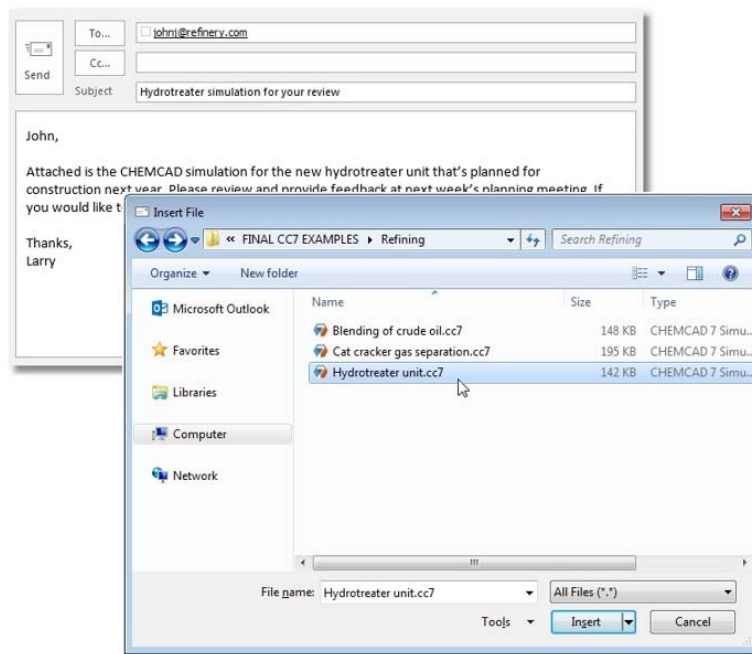 To...
johnj@refinery.com
Cc...
Send
Subject
Hydrotreater simulation for your review
John,
Attached is the CHEMCAD simulation for the new hydrotreater unit that's planned for
construction next year. Please review and provide feedback at next week's planning meeting. If
you would like t
Thanks,
Larry
Insert File
« FINAL CC7 EXAMPLES Refining
Search Refining
Organize New folder
Name Size Type
Microsoft Outlook
Favorites
Libraries
Computer
Network
Blending of crude oil.cc7 148 KB CHEMCAD 7 Simu...
Cat cracker gas separation.cc7 195 KB CHEMCAD 7 Simu...
Hydrotreater unit.cc7 142 KB CHEMCAD 7 Simu...
File name: Hydrotreater unit.cc7 All Files (*.*)
Tools Insert Cancel